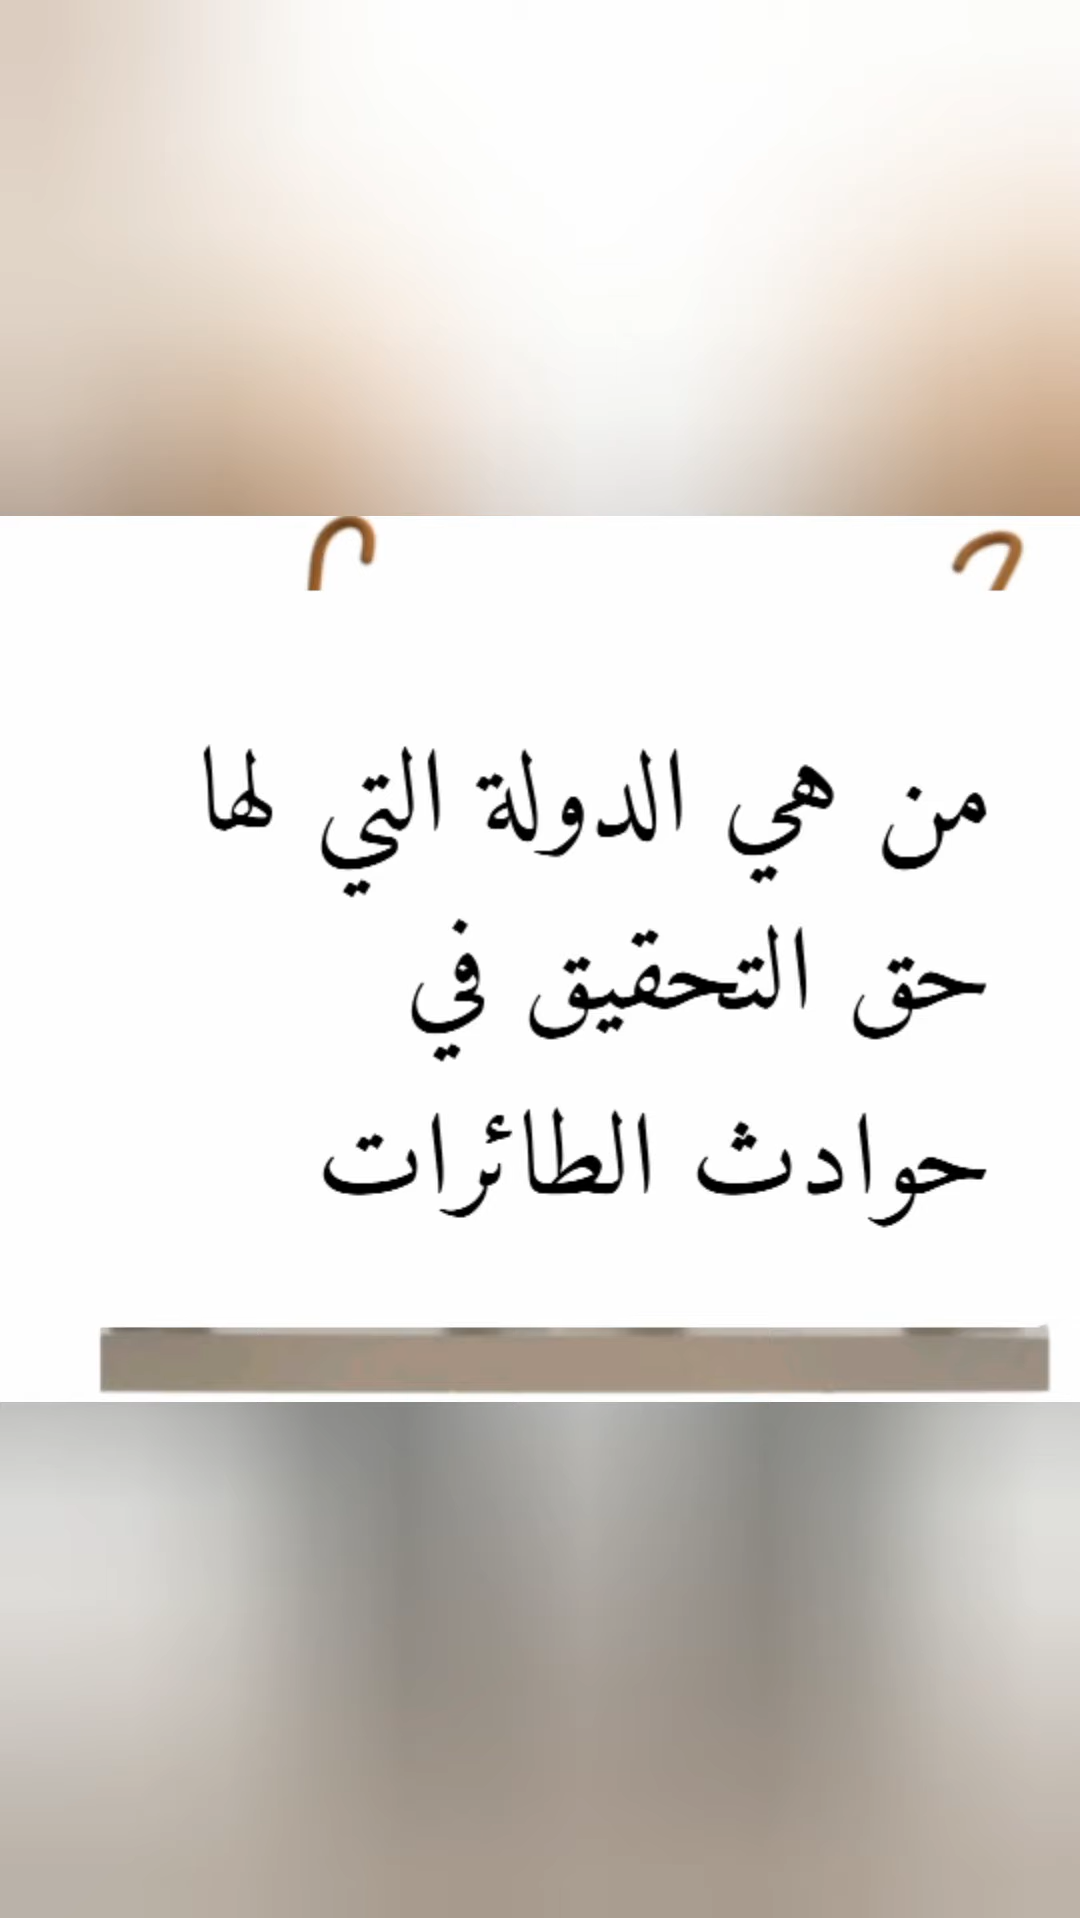 من هي الدولة التي لها
حق التحقيق في
حوادث الطائرات